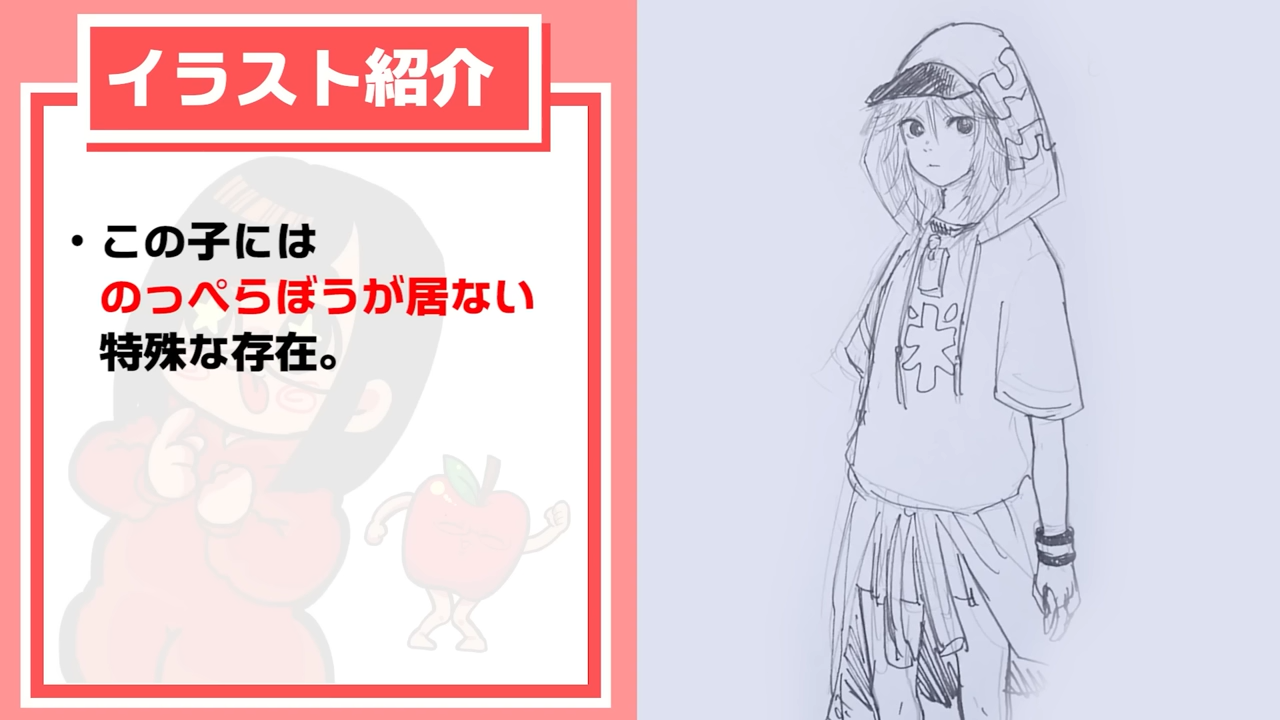 イラスト紹介
・この子には
のっぺらぼうが居ない
特殊な存在。